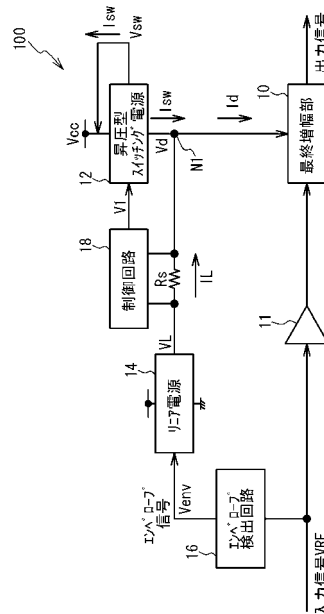 100
Isw
Vsw
Vcc
昇圧型
スイッチング電源
12
Isw
Vd
N1
Id
V1
18
制御回路
Rs
IL
VL
14
リニア電源
エンベロープ
信号
Venv
16
エンベロープ
検出回路
11
10
最終増幅部
出力信号
入力信号VRF